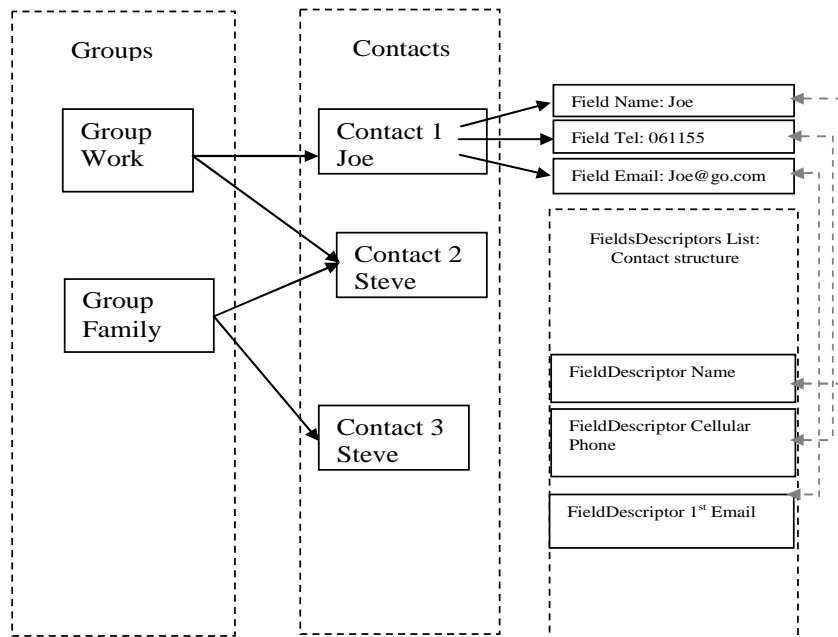 Groups
Contacts
Group
Work
Group
Family
Contact 1
Joe
Contact 2
Steve
Contact 3
Steve
Field Name: Joe
Field Tel: 061155
Field Email: Joe@go.com
FieldsDescriptors List:
Contact structure
FieldDescriptor Name
FieldDescriptor Cellular
Phone
FieldDescriptor 1st Email